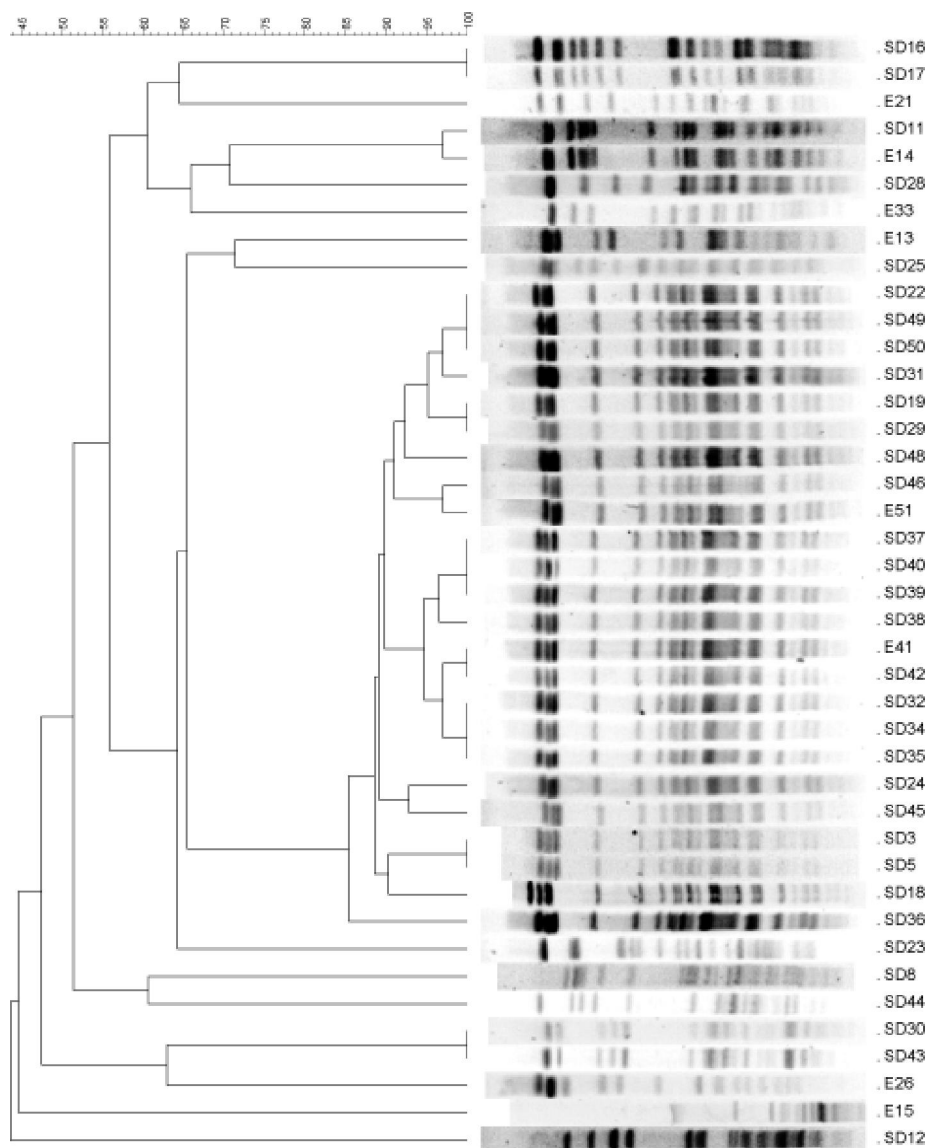 45 50 55 60 65 70 75 80 85 90 95 100
. SD16
. SD17
. E21
. SD11
. E14
. SD28
. E33
. E13
. SD25
. SD22
. SD49
. SD50
. SD31
. SD19
. SD29
. SD48
. SD46
. E51
. SD37
. SD40
. SD39
. SD38
. E41
. SD42
. SD32
. SD34
. SD35
. SD24
. SD45
. SD3
. SD5
. SD18
. SD36
. SD23
. SD8
. SD44
. SD30
. SD43
. E26
. E15
. SD12